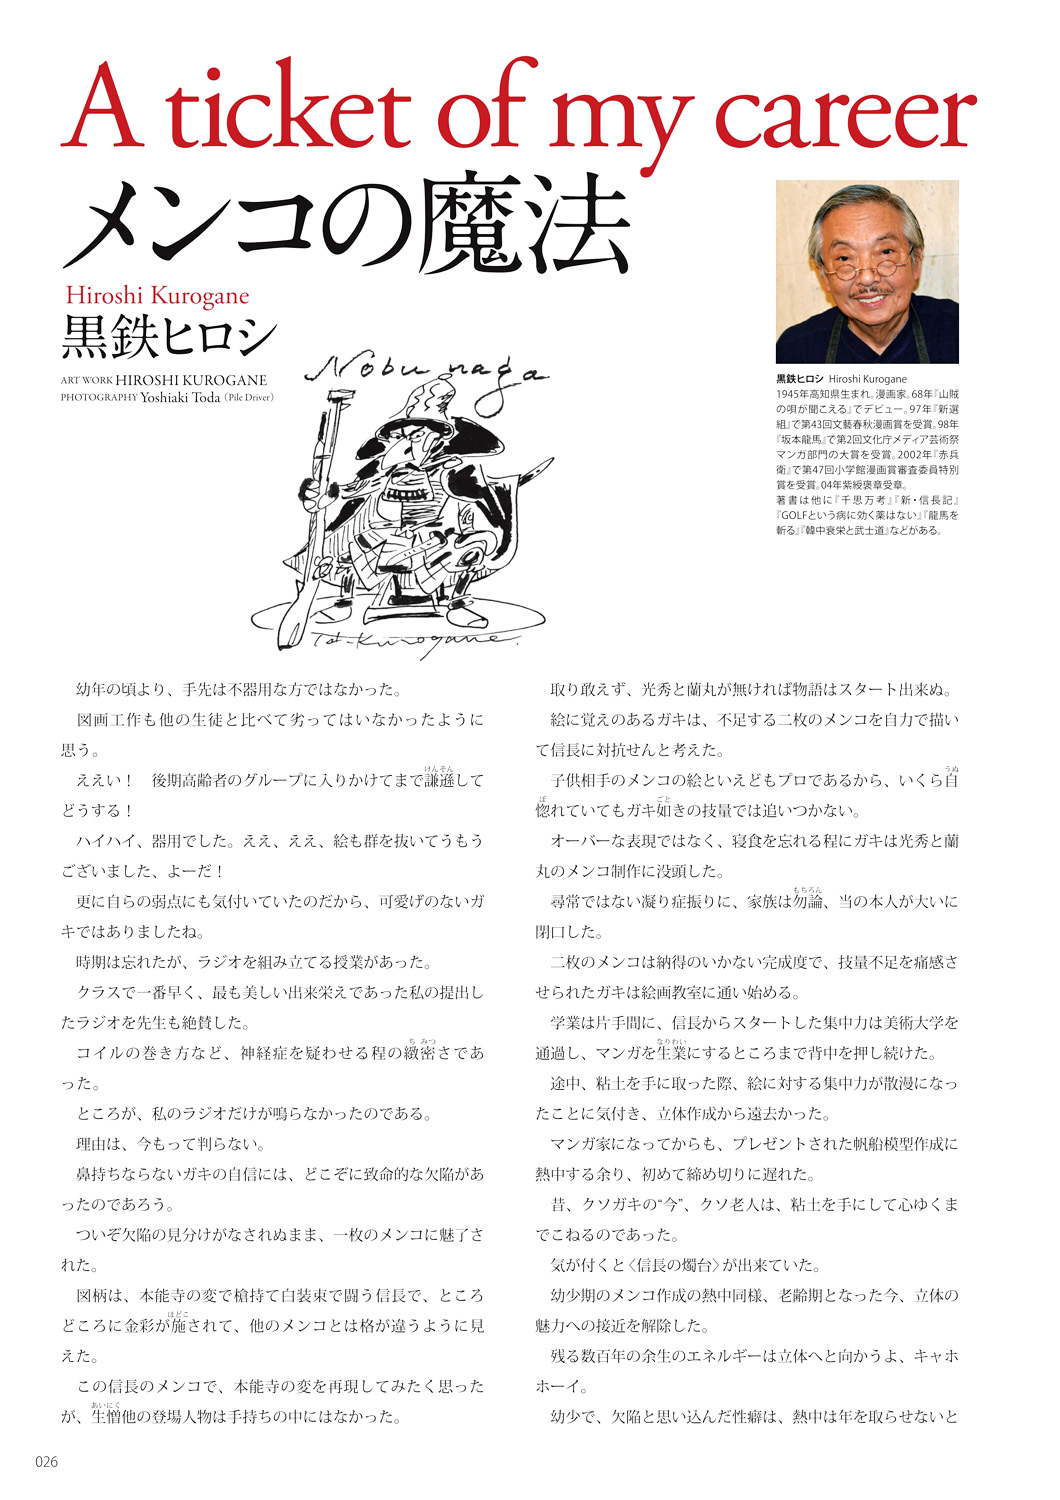 A ticket of my career
メンコの魔法
Hiroshi Kurogane
黒鉄ヒロシ
ART WORK HIROSHI KUROGANE
PHOTOGRAPHY Yoshiaki Toda (Pile Driver)
Nobunaga
黒鉄ヒロシ Hiroshi Kurogane
1945年高知県生まれ。漫画家。68年『山賊
の唄が聞こえる』でデビュー。97年『新選
組』で第43回文藝春秋漫画賞を受賞。98年
『坂本龍馬』で第2回文化庁メディア芸術祭
マンガ部門の大賞を受賞。2002年『赤兵
衛』で第47回小学館漫画賞審査委員特別
賞を受賞。04年紫綬褒章受章。
著書は他に『千思万考』『新・信長記』
『GOLFという病に効く薬はない』『龍馬を
斬る』『韓中衰栄と武士道』などがある。
幼年の頃より、手先は不器用な方ではなかった。
図画工作も他の生徒と比べて劣ってはいなかったように
思う。
ええい！　後期高齢者のグループに入りかけてまで謙遜して
どうする！
ハイハイ、器用でした。ええ、ええ、絵も群を抜いてうもう
ございました、よーだ！
更に自らの弱点にも気付いていたのだから、可愛げのないガ
キではありましたね。
時期は忘れたが、ラジオを組み立てる授業があった。
クラスで一番早く、最も美しい出来栄えであった私の提出し
たラジオを先生も絶賛した。
コイルの巻き方など、神経症を疑わせる程の緻密さであ
った。
ところが、私のラジオだけが鳴らなかったのである。
理由は、今もって判らない。
鼻持ちならないガキの自信には、どこぞに致命的な欠陥があ
ったのであろう。
ついぞ欠陥の見分けがなされぬまま、一枚のメンコに魅了さ
れた。
図柄は、本能寺の変で槍持て白装束で闘う信長で、ところ
どころに金彩が施されて、他のメンコとは格が違うように見
えた。
この信長のメンコで、本能寺の変を再現してみたく思った
が、生憎他の登場人物は手持ちの中にはなかった。
取り敢えず、光秀と蘭丸が無ければ物語はスタート出来ぬ。
絵に覚えのあるガキは、不足する二枚のメンコを自力で描い
て信長に対抗せんと考えた。
子供相手のメンコの絵といえどもプロであるから、いくら自
惚れていてもガキ如きの技量では追いつかない。
オーバーな表現ではなく、寝食を忘れる程にガキは光秀と蘭
丸のメンコ制作に没頭した。
尋常ではない凝り症振りに、家族は勿論、当の本人が大いに
閉口した。
二枚のメンコは納得のいかない完成度で、技量不足を痛感さ
せられたガキは絵画教室に通い始める。
学業は片手間に、信長からスタートした集中力は美術大学を
通過し、マンガを生業にするところまで背中を押し続けた。
途中、粘土を手に取った際、絵に対する集中力が散漫になっ
たことに気付き、立体作成から遠去かった。
マンガ家になってからも、プレゼントされた帆船模型作成に
熱中する余り、初めて締め切りに遅れた。
昔、クソガキの“今”、クソ老人は、粘土を手にして心ゆくま
でこねるのであった。
気が付くと〈信長の燭台〉が出来ていた。
幼少期のメンコ作成の熱中同様、老齢期となった今、立体の
魅力への接近を解除した。
残る数百年の余生のエネルギーは立体へと向かうよ、キャホ
ホーイ。
幼少で、欠陥と思い込んだ性癖は、熱中は年を取らせないと
026